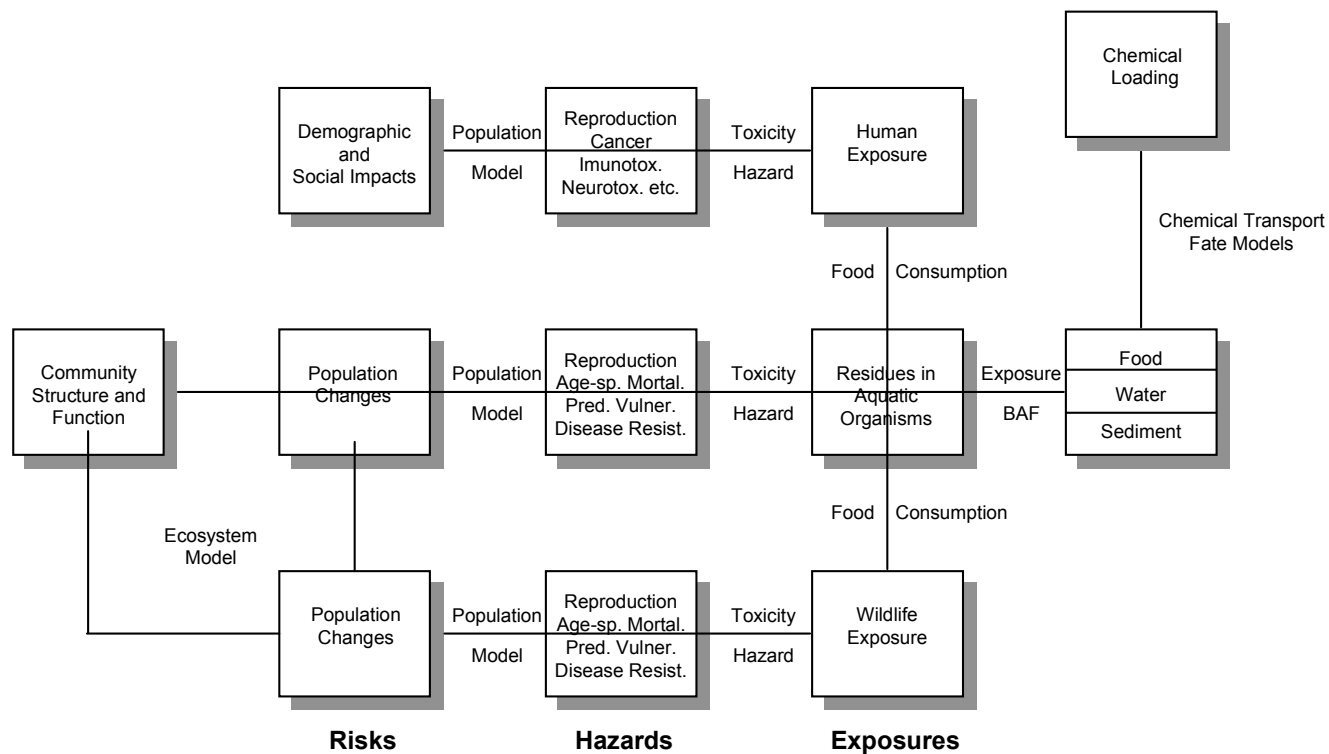 Chemical
Loading
Demographic
and
Social Impacts
Population
Model
Reproduction
Cancer
Imunotox.
Neurotox. etc.
Toxicity
Hazard
Human
Exposure
Chemical Transport
Fate Models
Food Consumption
Community
Structure and
Function
Population
Changes
Population
Model
Reproduction
Age-sp. Mortal.
Pred. Vulner.
Disease Resist.
Toxicity
Hazard
Residues in
Aquatic
Organisms
Exposure
BAF
Food
Water
Sediment
Ecosystem
Model
Food Consumption
Population
Changes
Population
Model
Reproduction
Age-sp. Mortal.
Pred. Vulner.
Disease Resist.
Toxicity
Hazard
Wildlife
Exposure
Risks
Hazards
Exposures